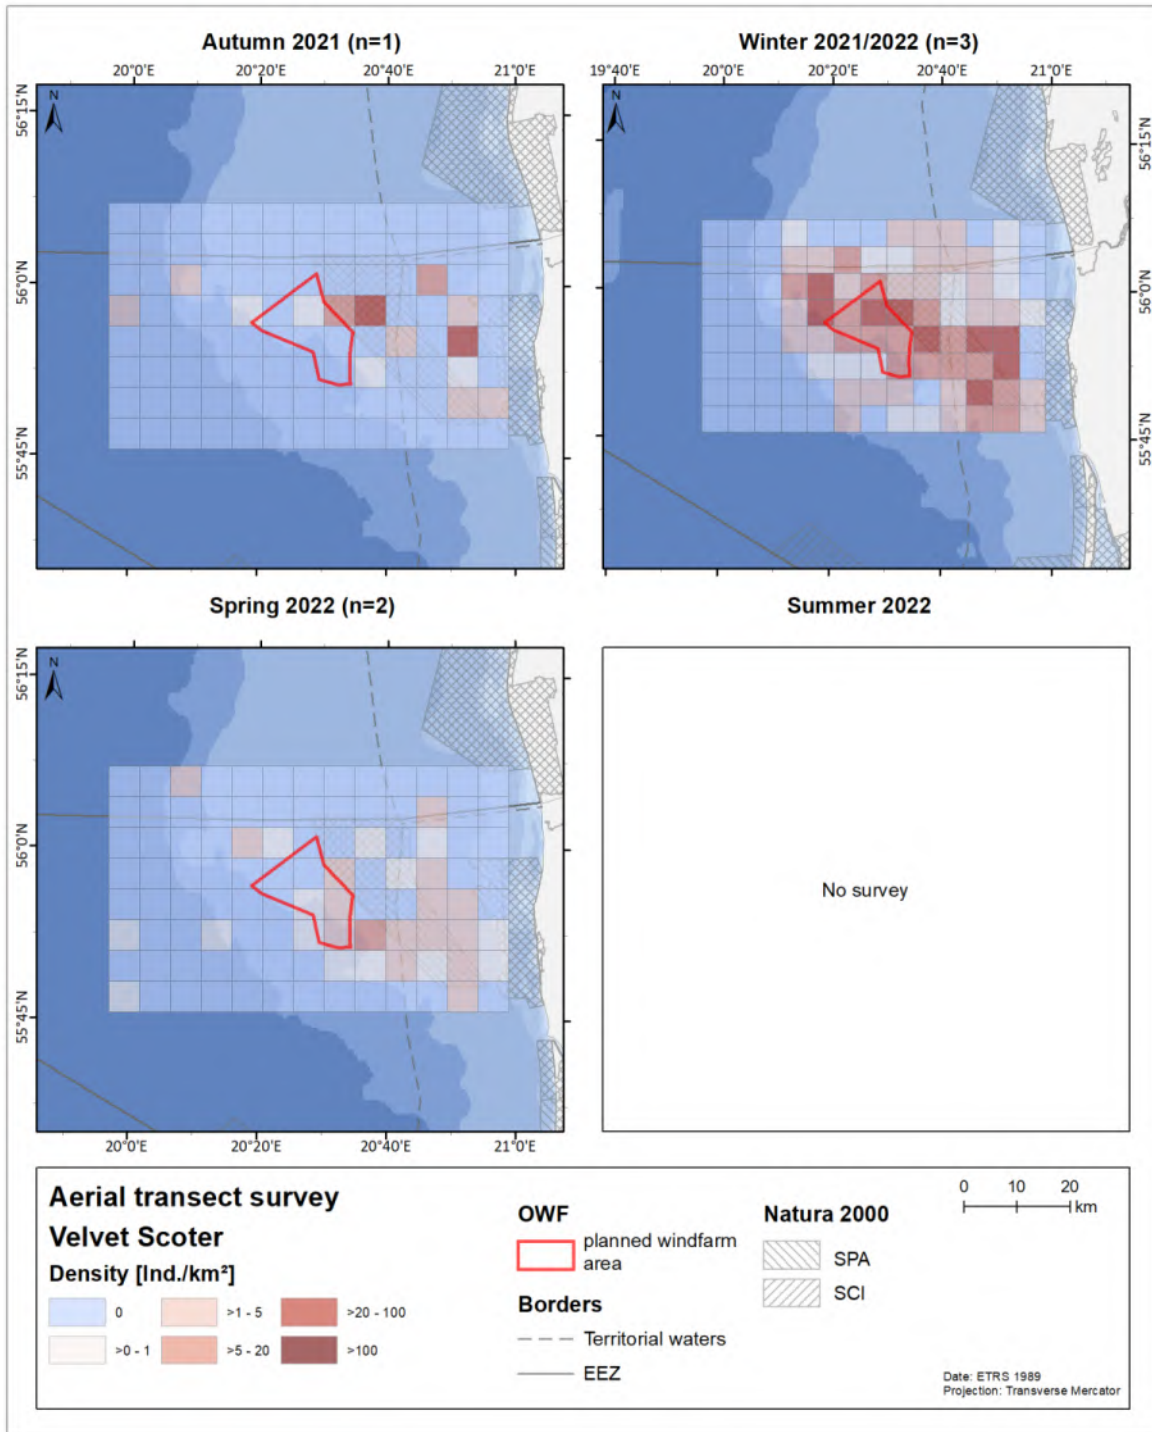 Autumn 2021 (n=1)
20°0'E 20°20'E 20°40'E 21°0'E
N
56°15'N
56°0'N
55°45'N
Winter 2021/2022 (n=3)
19°40'E 20°0'E 20°20'E 20°40'E 21°0'E
N
56°15'N
56°0'N
55°45'N
Spring 2022 (n=2)
N
56°15'N
56°0'N
55°45'N
20°0'E 20°20'E 20°40'E 21°0'E
Summer 2022
No survey
Aerial transect survey
Velvet Scoter
Density [Ind./km²]
0 >1 - 5 >20 - 100
>0 - 1 >5 - 20 >100
OWF
planned windfarm
area
Borders
Territorial waters
EEZ
Natura 2000
SPA
SCI
0 10 20
km
Date: ETRS 1989
Projection: Transverse Mercator